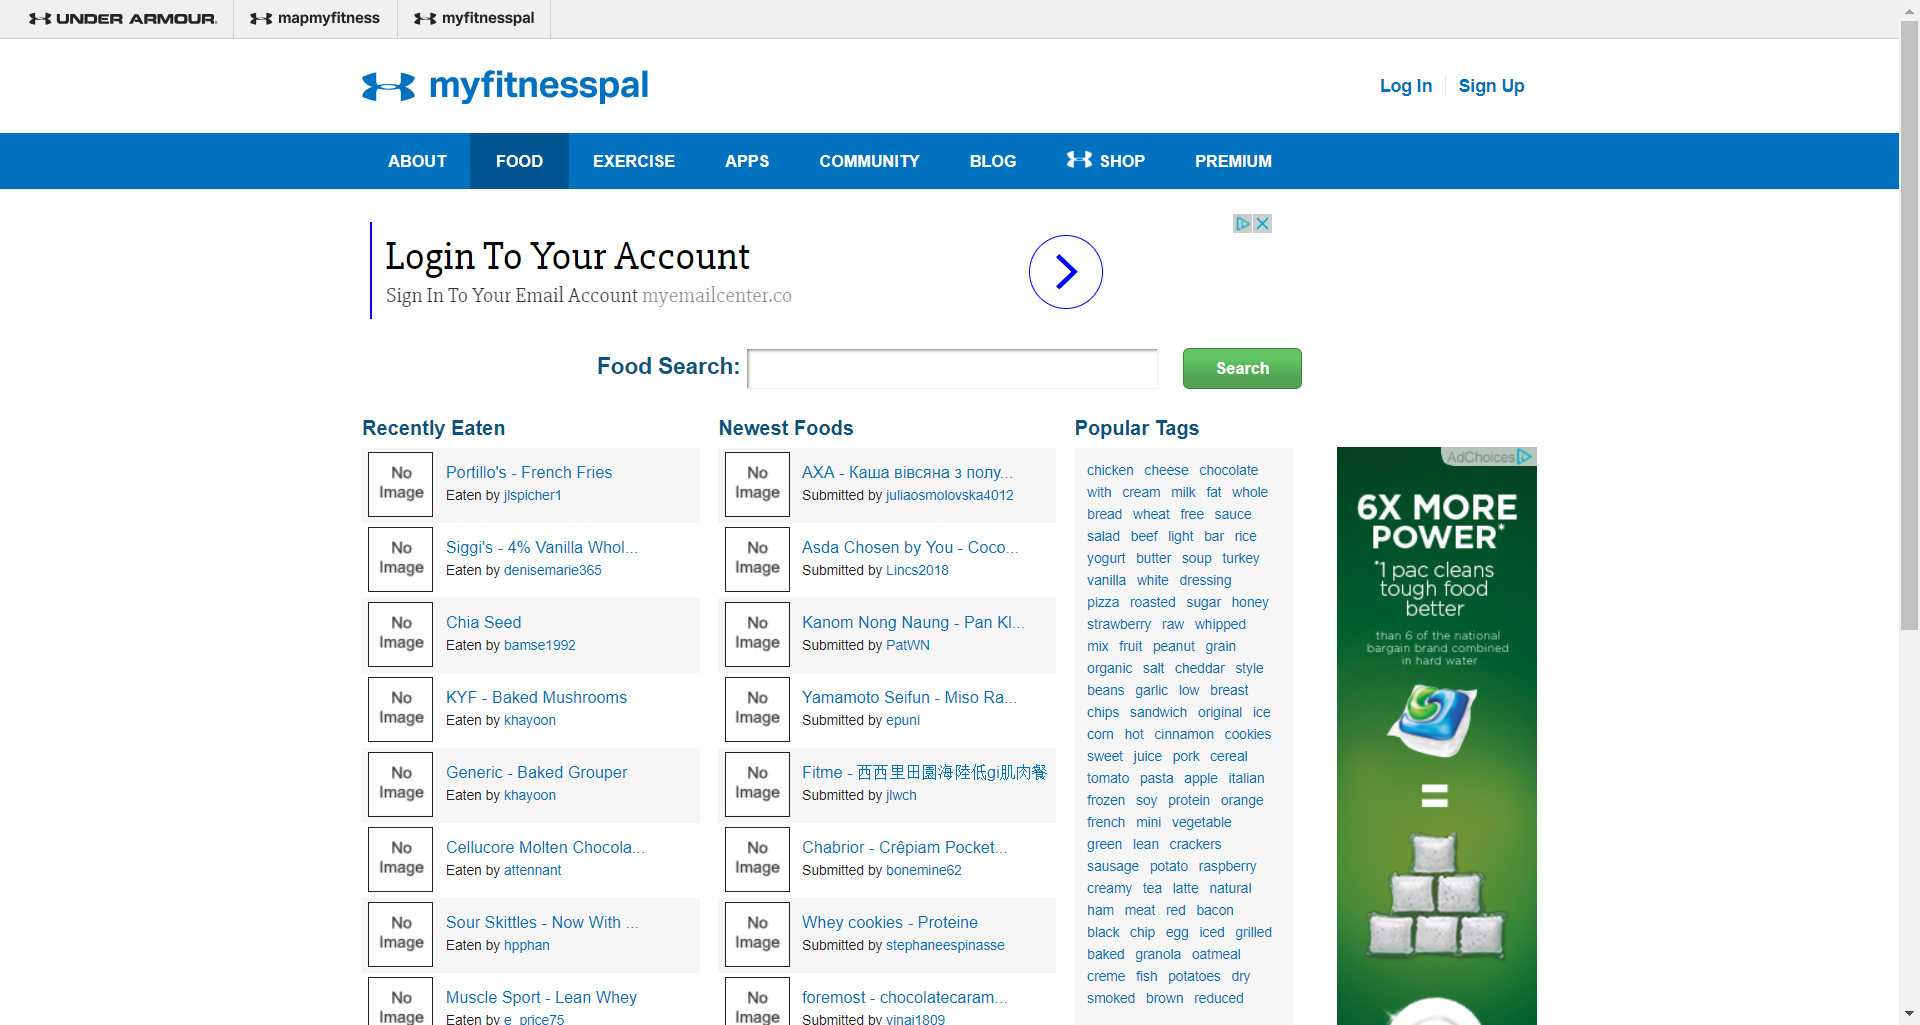 UNDER ARMOUR
mapmyfitness
myfitnesspal
myfitnesspal
Log In
Sign Up
ABOUT
FOOD
EXERCISE
APPS
COMMUNITY
BLOG
SHOP
PREMIUM
Login To Your Account
Sign In To Your Email Account myemailcenter.co
Food Search:
Search
Recently Eaten
No
Image
Portillo's - French Fries
Eaten by jlspicher1
No
Image
Siggi's - 4% Vanilla Whol...
Eaten by denisemarie365
No
Image
Chia Seed
Eaten by bamse1992
No
Image
KYF - Baked Mushrooms
Eaten by khayoon
No
Image
Generic - Baked Grouper
Eaten by khayoon
No
Image
Cellucore Molten Chocola...
Eaten by attennant
No
Image
Sour Skittles - Now With ...
Eaten by hpphan
No
Image
Muscle Sport - Lean Whey
Eaten by e_price75
Newest Foods
No
Image
AXA - Каша вівсяна з полу...
Submitted by juliaosmolovska4012
No
Image
Asda Chosen by You - Coco...
Submitted by Lincs2018
No
Image
Kanom Nong Naung - Pan Kl...
Submitted by PatWN
No
Image
Yamamoto Seifun - Miso Ra...
Submitted by epuni
No
Image
Fitme - 西西里田園海陸低gi肌肉餐
Submitted by jlwch
No
Image
Chabrior - Crêpiam Pocket...
Submitted by bonemine62
No
Image
Whey cookies - Proteine
Submitted by stephaneespinasse
No
Image
foremost - chocolatecaram...
Submitted by vinai1809
Popular Tags
chicken cheese chocolate
with cream milk fat whole
bread wheat free sauce
salad beef light bar rice
yogurt butter soup turkey
vanilla white dressing
pizza roasted sugar honey
strawberry raw whipped
mix fruit peanut grain
organic salt cheddar style
beans garlic low breast
chips sandwich original ice
corn hot cinnamon cookies
sweet juice pork cereal
tomato pasta apple italian
frozen soy protein orange
french mini vegetable
green lean crackers
sausage potato raspberry
creamy tea latte natural
ham meat red bacon
black chip egg iced grilled
baked granola oatmeal
creme fish potatoes dry
smoked brown reduced
AdChoices
6X MORE
POWER*
*1 pac cleans
tough food
better
than 6 of the national
bargain brand combined
in hard water
=